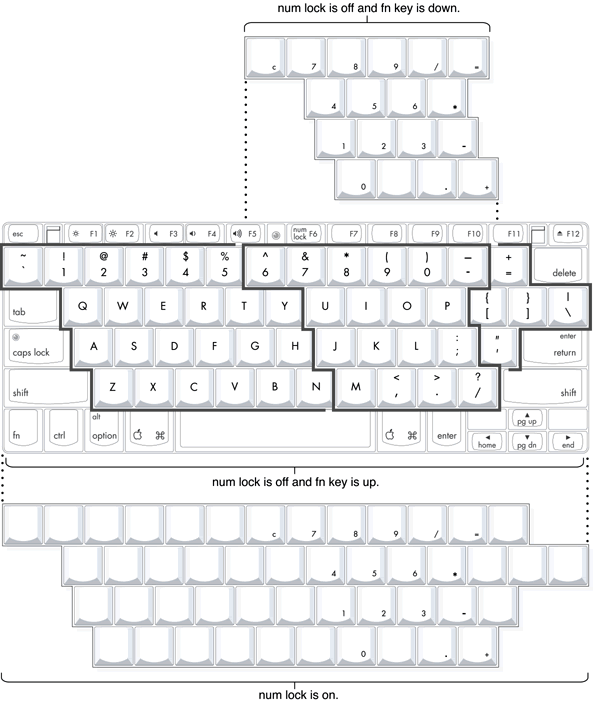 num lock is off and fn key is down.
c 7 8 9 / =
4 5 6 *
1 2 3 -
0 . +
esc F1 F2 F3 F4 F5 num lock F6 F7 F8 F9 F10 F11 F12
~ ! @ # $ % ^ & * ( ) – +
` 1 2 3 4 5 6 7 8 9 0 - = delete
tab Q W E R T Y U I O P { [ } ] | \
caps lock A S D F G H J K L : ; " ' enter return
shift Z X C V B N M < , > . ? / shift
fn ctrl alt option ⌘ ⌘ enter pg up
home pg dn end
num lock is off and fn key is up.
c 7 8 9 / =
4 5 6 *
1 2 3 -
0 . +
num lock is on.